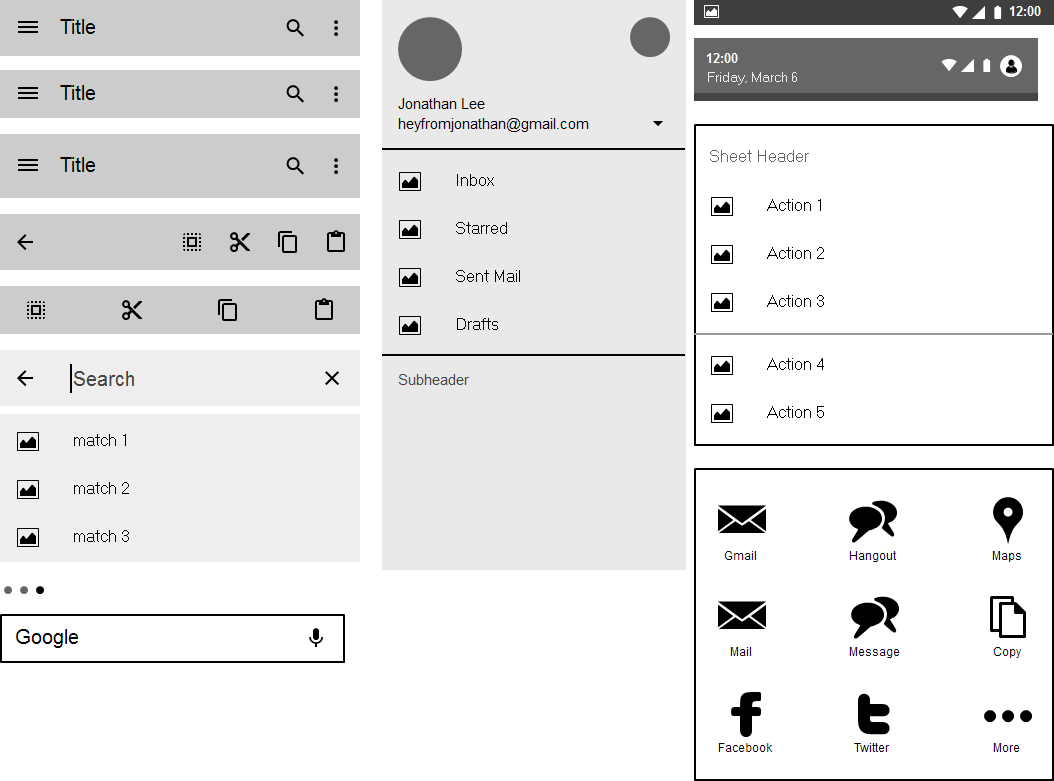 Title
Title
Title
Search
match 1
match 2
match 3
Google
Jonathan Lee
heyfromjonathan@gmail.com
Inbox
Starred
Sent Mail
Drafts
Subheader
12:00
12:00
Friday, March 6
Sheet Header
Action 1
Action 2
Action 3
Action 4
Action 5
Gmail Hangout Maps
Mail Message Copy
Facebook Twitter More